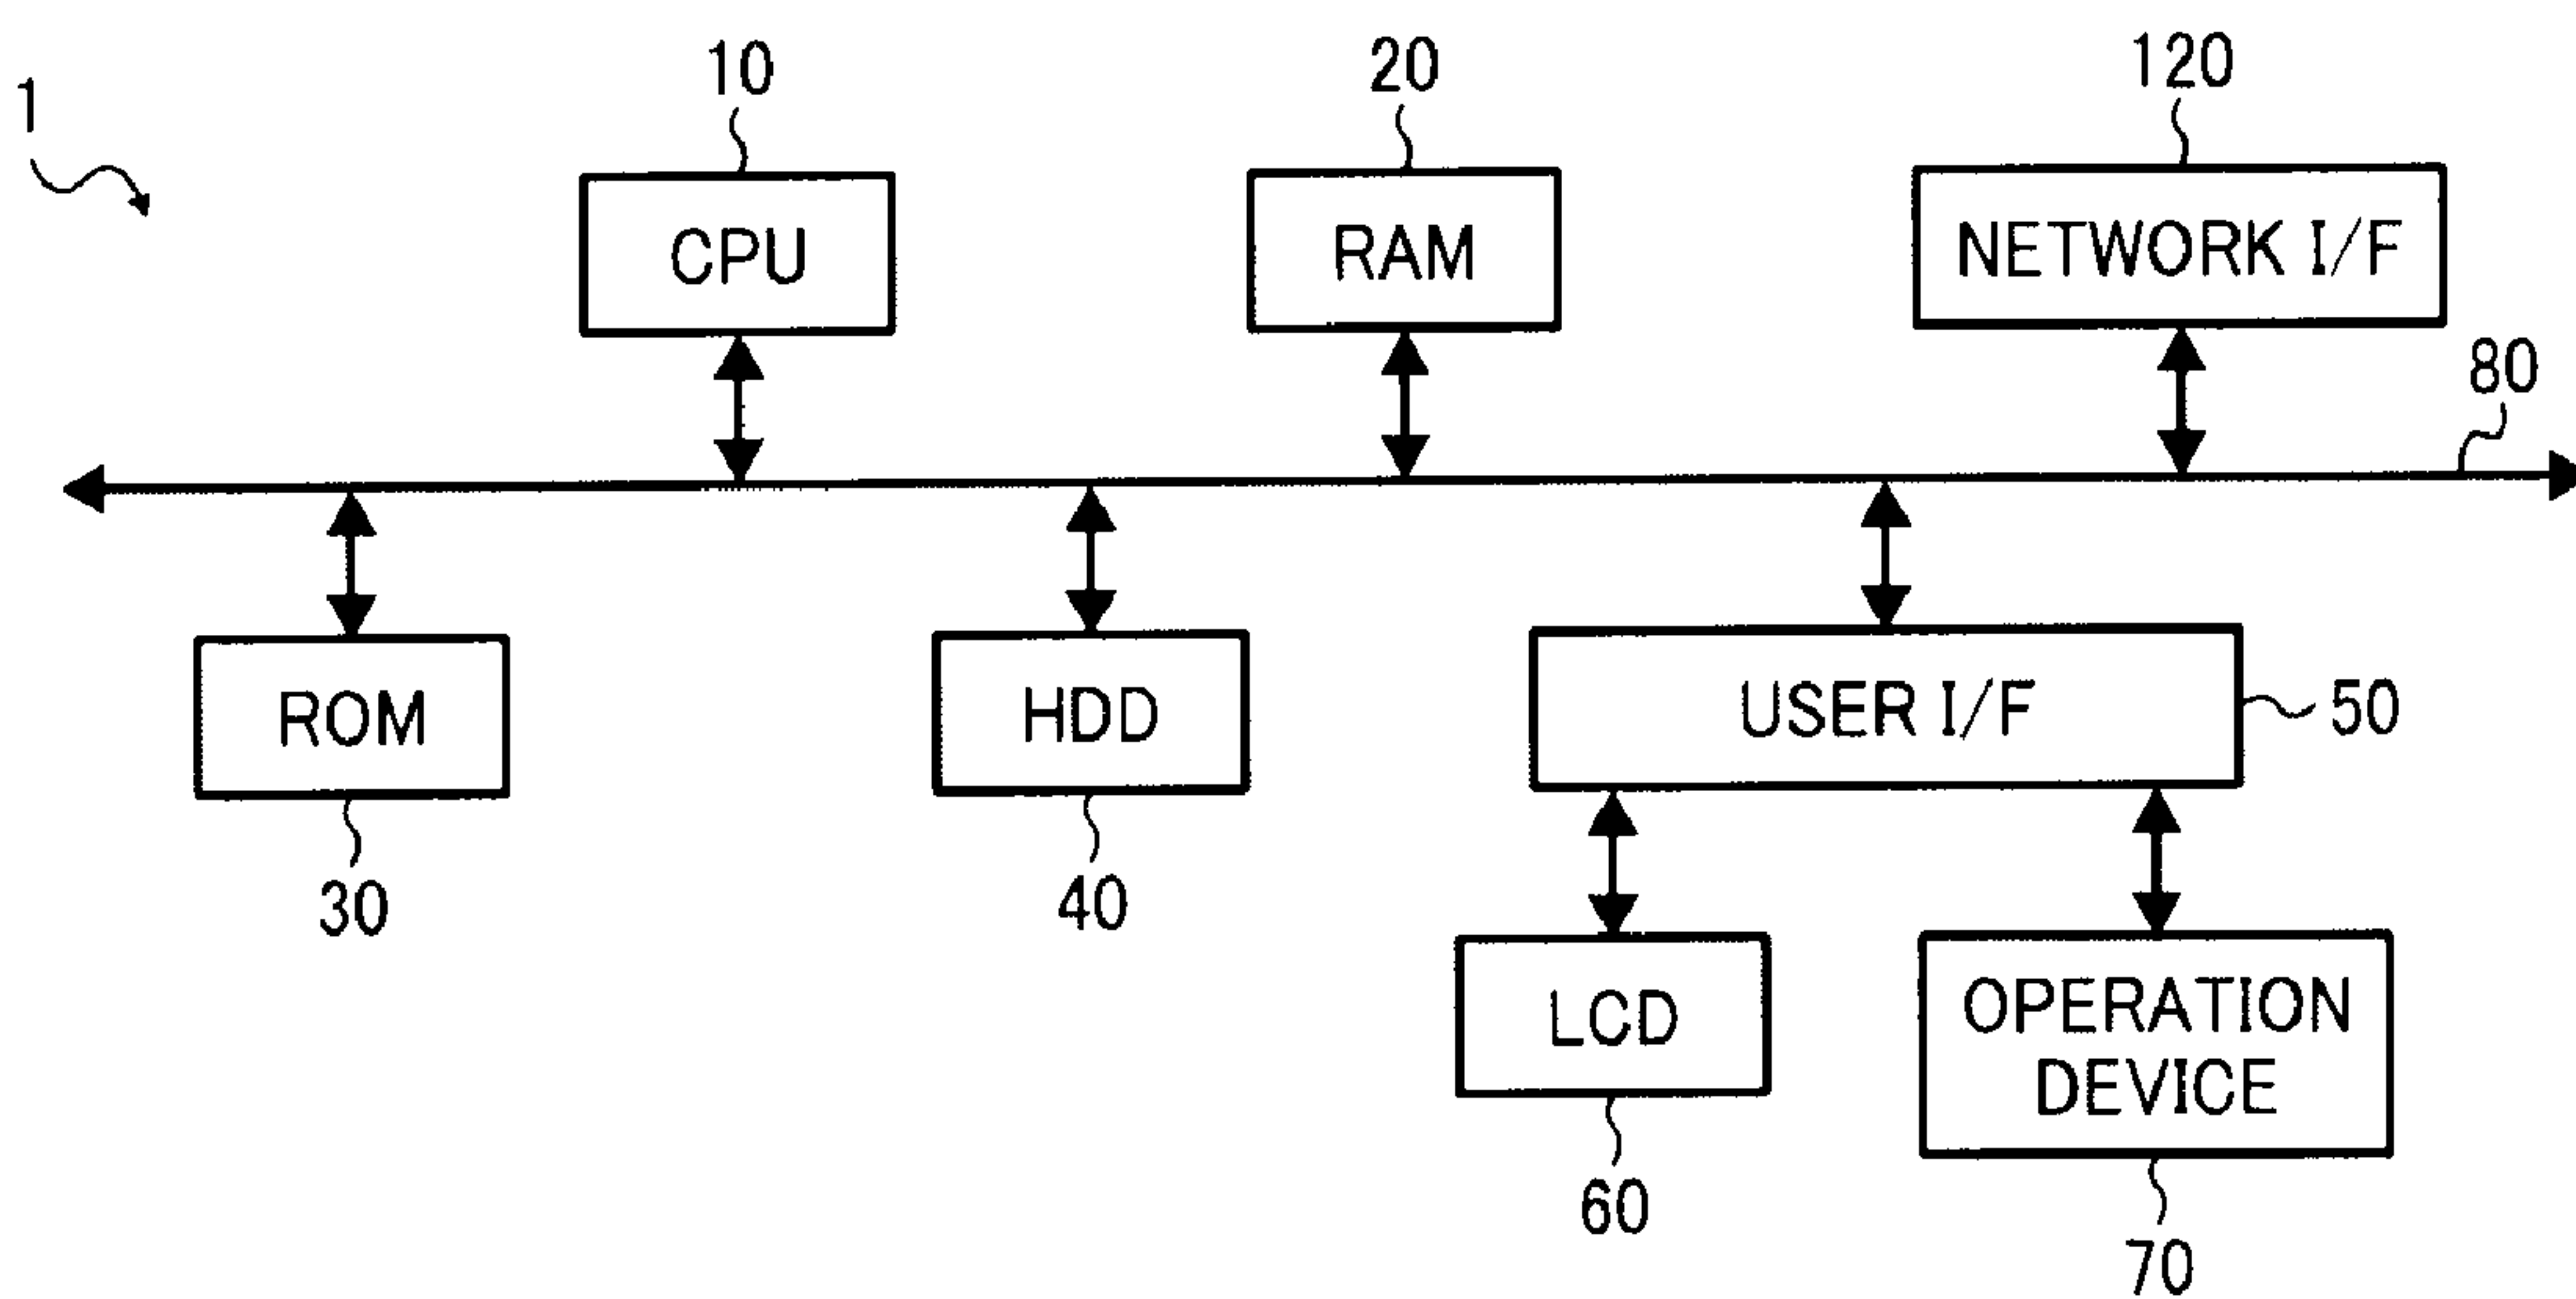 1
10
20
120
CPU
RAM
NETWORK I/F
80
ROM
HDD
USER I/F
50
30
40
LCD
OPERATION
DEVICE
60
70